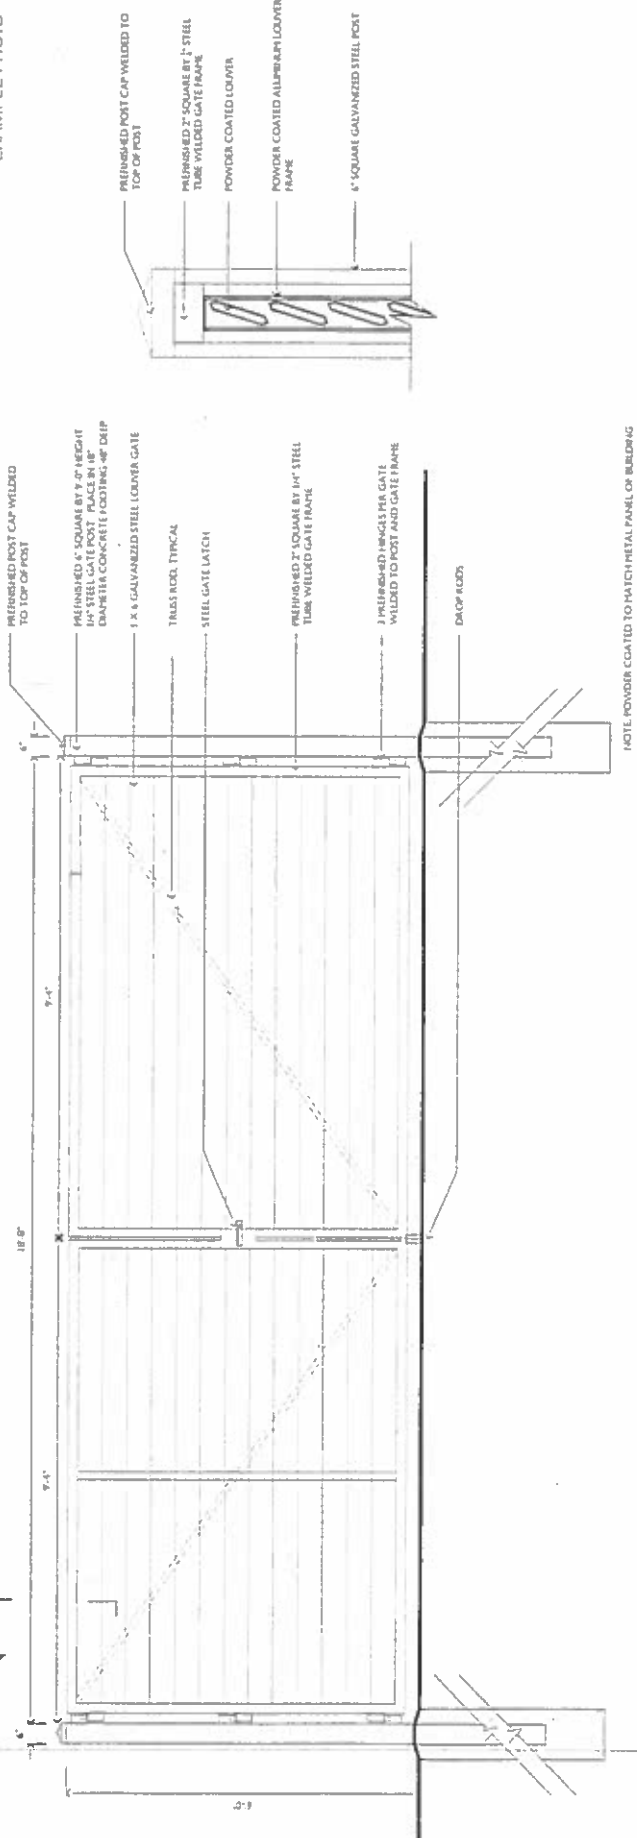 PREFINISHED POST CAP WELDED
TO TOP OF POST
PREFINISHED 6" SQUARE BY 9'-0" HEIGHT
1/4" STEEL GATE POST PLACE IN 18"
DIAMETER CONCRETE FOOTING 48" DEEP
1 X 6 GALVANIZED STEEL LOUVER GATE
TRUSS ROD, TYPICAL
STEEL GATE LATCH
PREFINISHED 2" SQUARE BY 1/4" STEEL
TUBE WELDED GATE FRAME
3 PREFINISHED HINGES PER GATE
WELDED TO POST AND GATE FRAME
DROP RODS
6"
18'-8"
9'-4"
9'-4"
6"
NOTE: POWDER COATED TO MATCH METAL PANEL OF BUILDING
PREFINISHED POST CAP WELDED TO
TOP OF POST
PREFINISHED 2" SQUARE BY STEEL
TUBE WELDED GATE FRAME
POWDER COATED LOUVER
POWDER COATED ALUMINUM LOUVER
FRAME
6" SQUARE GALVANIZED STEEL POST